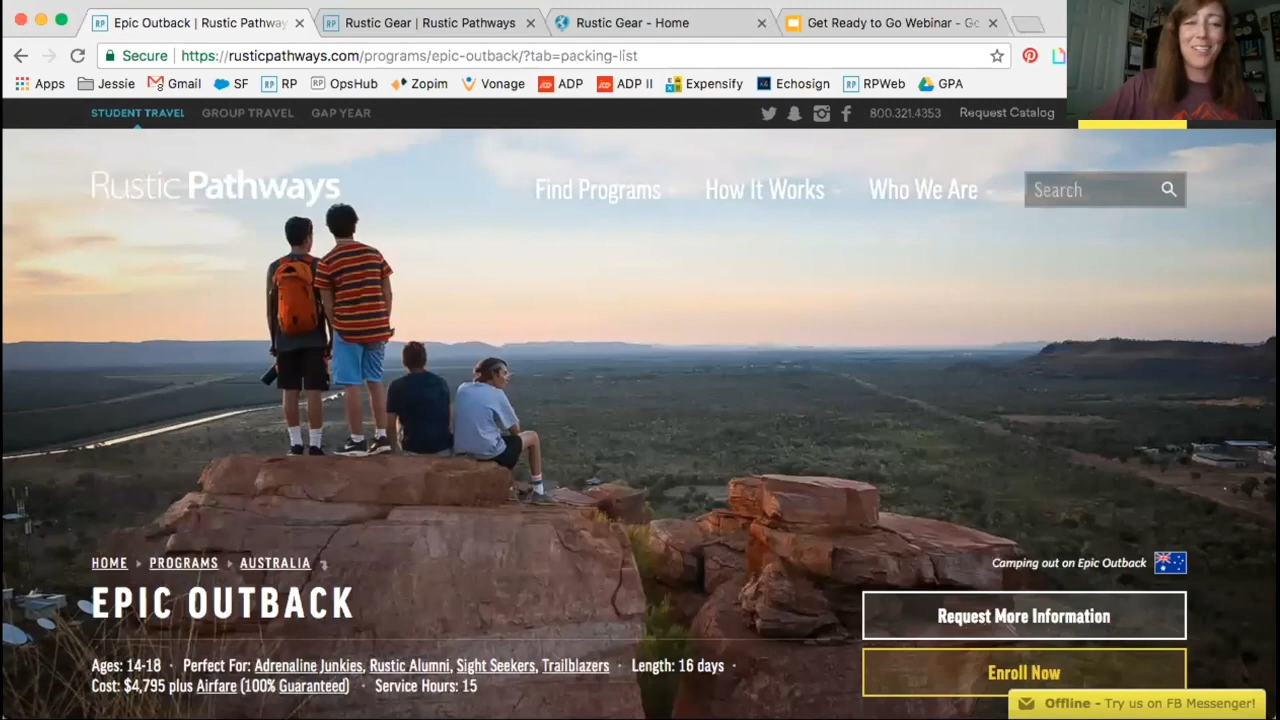 Epic Outback | Rustic Pathway
Rustic Gear | Rustic Pathways
Rustic Gear - Home
Get Ready to Go Webinar - Go
Secure
https://rusticpathways.com/programs/epic-outback/?tab=packing-list
Apps
Jessie
Gmail
SF
RP
OpsHub
Zopim
Vonage
ADP
ADP II
Expensify
Echosign
RPWeb
GPA
STUDENT TRAVEL
GROUP TRAVEL
GAP YEAR
800.321.4353
Request Catalog
Rustic Pathways
Find Programs
How It Works
Who We Are
Search
HOME
PROGRAMS
AUSTRALIA
Camping out on Epic Outback
EPIC OUTBACK
Request More Information
Ages: 14-18 · Perfect For: Adrenaline Junkies, Rustic Alumni, Sight Seekers, Trailblazers · Length: 16 days ·
Cost: $4,795 plus Airfare (100% Guaranteed) · Service Hours: 15
Enroll Now
Offline - Try us on FB Messenger!